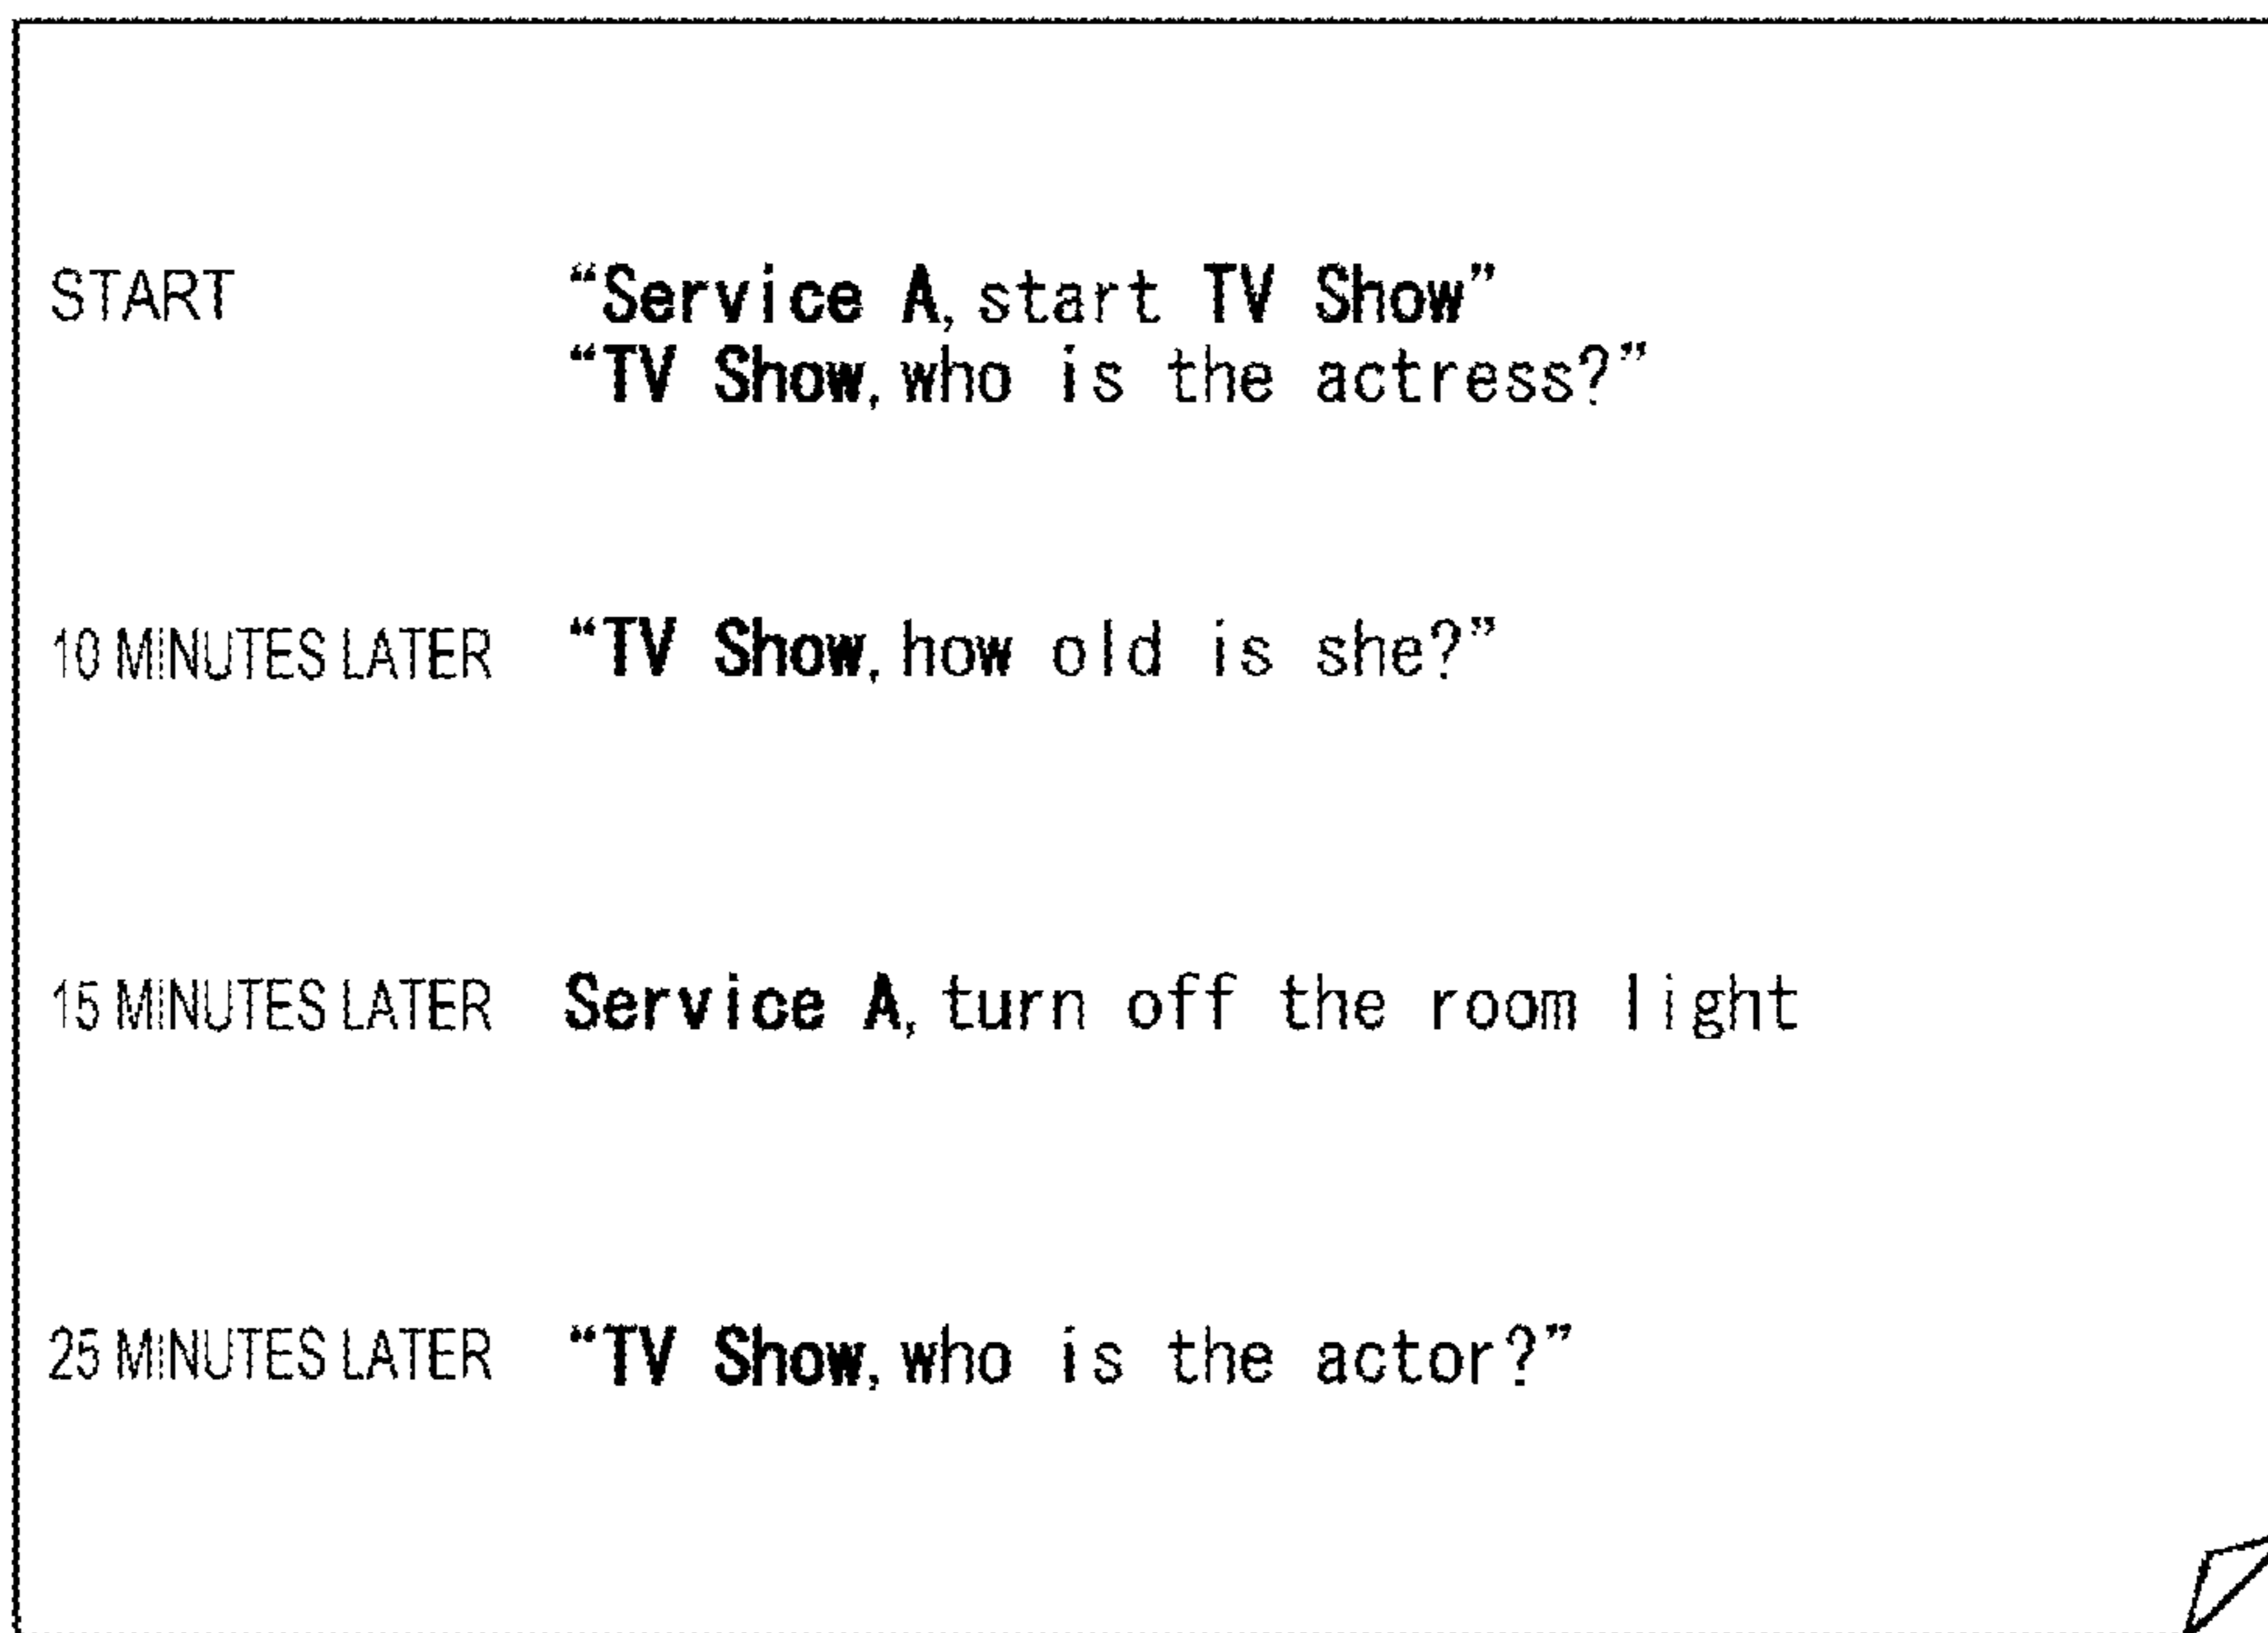 START “Service A, start TV Show”
“TV Show, who is the actress?”
10 MINUTES LATER “TV Show, how old is she?”
15 MINUTES LATER Service A, turn off the room light
25 MINUTES LATER “TV Show, who is the actor?”